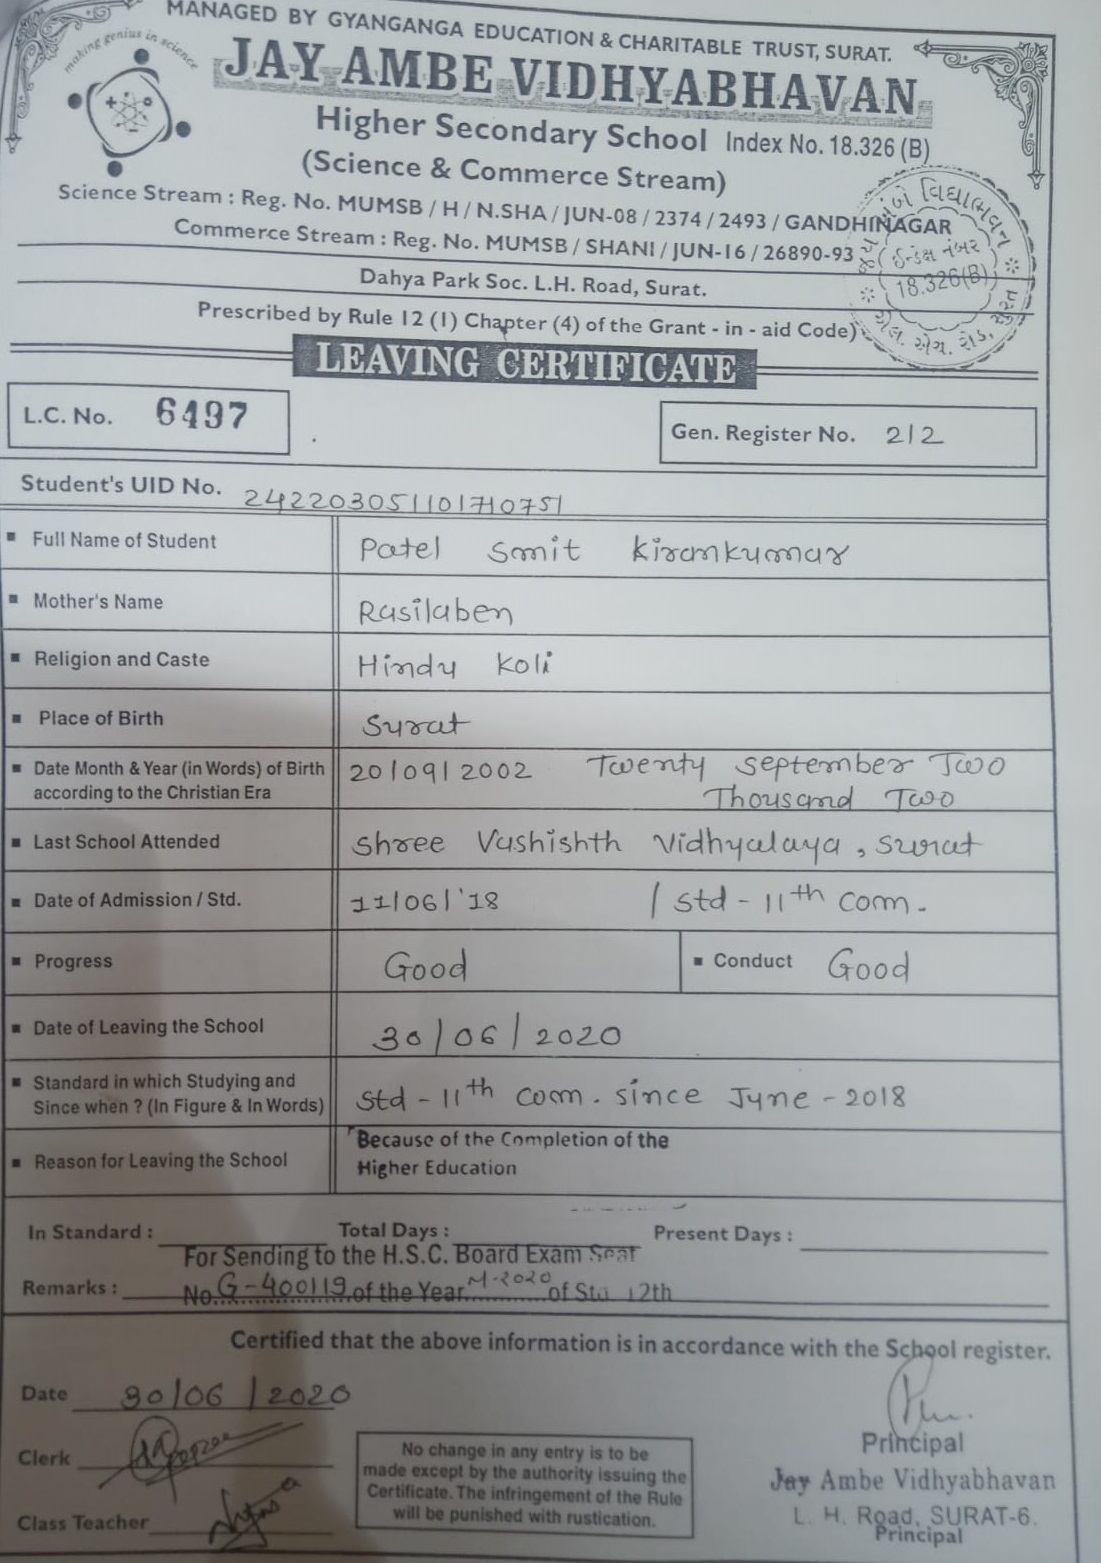 MANAGED BY GYANGANGA EDUCATION & CHARITABLE TRUST, SURAT.
making genius in science
JAY AMBE VIDHYABHAVAN
Higher Secondary School Index No. 18.326 (B)
(Science & Commerce Stream)
Science Stream : Reg. No. MUMSB / H / N.SHA / JUN-08 / 2374 / 2493 / GANDHINAGAR
Commerce Stream : Reg. No. MUMSB / SHANI / JUN-16 / 26890-93
Dahya Park Soc. L.H. Road, Surat.
Prescribed by Rule 12 (1) Chapter (4) of the Grant - in - aid Code)
વિદ્યાભવન
ઈન્ડેક્ષ નંબર
18.326(B)
એલ. એચ. રોડ, સુરત
LEAVING CERTIFICATE
L.C. No. 6497
Gen. Register No. 212
Student's UID No. 242203051101710751
Full Name of Student Patel Smit Kirankumar
Mother's Name Rasilaben
Religion and Caste Hindu Koli
Place of Birth Surat
Date Month & Year (in Words) of Birth 20/09/2002 Twenty September Two
according to the Christian Era Thousand Two
Last School Attended Shree Vashishth Vidhyalaya, Surat
Date of Admission / Std. 11/06/'18 / Std - 11th com.
Progress Good Conduct Good
Date of Leaving the School 30/06/2020
Standard in which Studying and
Since when ? (In Figure & In Words) Std - 11th com. since June - 2018
Reason for Leaving the School Because of the Completion of the
Higher Education
In Standard : Total Days : Present Days :
For Sending to the H.S.C. Board Exam Seat
Remarks : No. G-400119 of the Year M-2020 of Std 12th
Certified that the above information is in accordance with the School register.
Date 30/06/2020
Clerk
Class Teacher
No change in any entry is to be
made except by the authority issuing the
Certificate. The infringement of the Rule
will be punished with rustication.
Principal
Jay Ambe Vidhyabhavan
L. H. Road, SURAT-6.
Principal